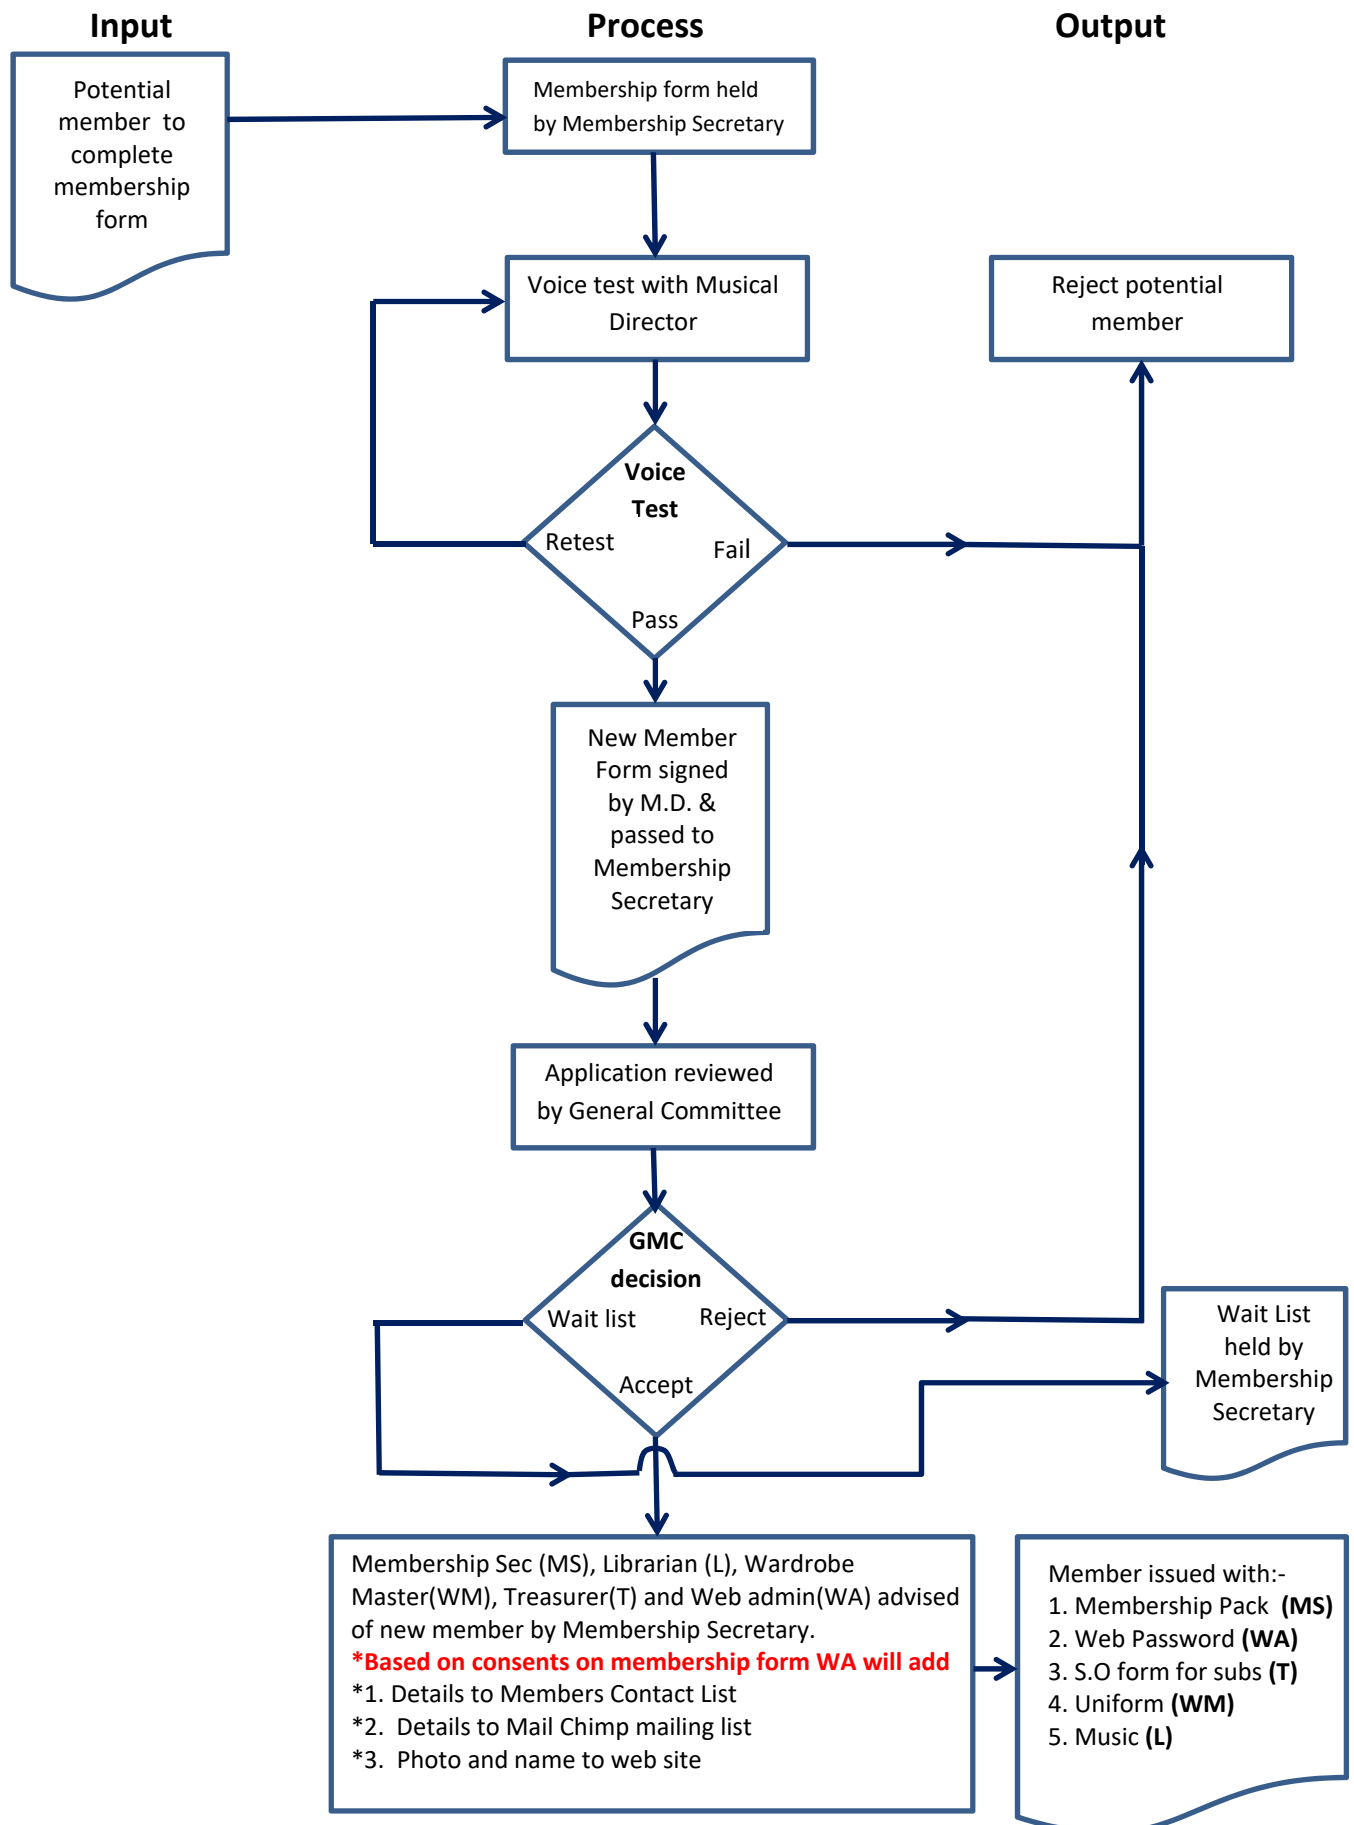 Input
Process
Output
Potential
member to
complete
membership
form
Membership form held
by Membership Secretary
Voice test with Musical
Director
Reject potential
member
Voice
Test
Retest
Fail
Pass
New Member
Form signed
by M.D. &
passed to
Membership
Secretary
Application reviewed
by General Committee
GMC
decision
Wait list
Reject
Accept
Wait List
held by
Membership
Secretary
Membership Sec (MS), Librarian (L), Wardrobe
Master(WM), Treasurer(T) and Web admin(WA) advised
of new member by Membership Secretary.
*Based on consents on membership form WA will add
*1. Details to Members Contact List
*2. Details to Mail Chimp mailing list
*3. Photo and name to web site
Member issued with:-
1. Membership Pack (MS)
2. Web Password (WA)
3. S.O form for subs (T)
4. Uniform (WM)
5. Music (L)